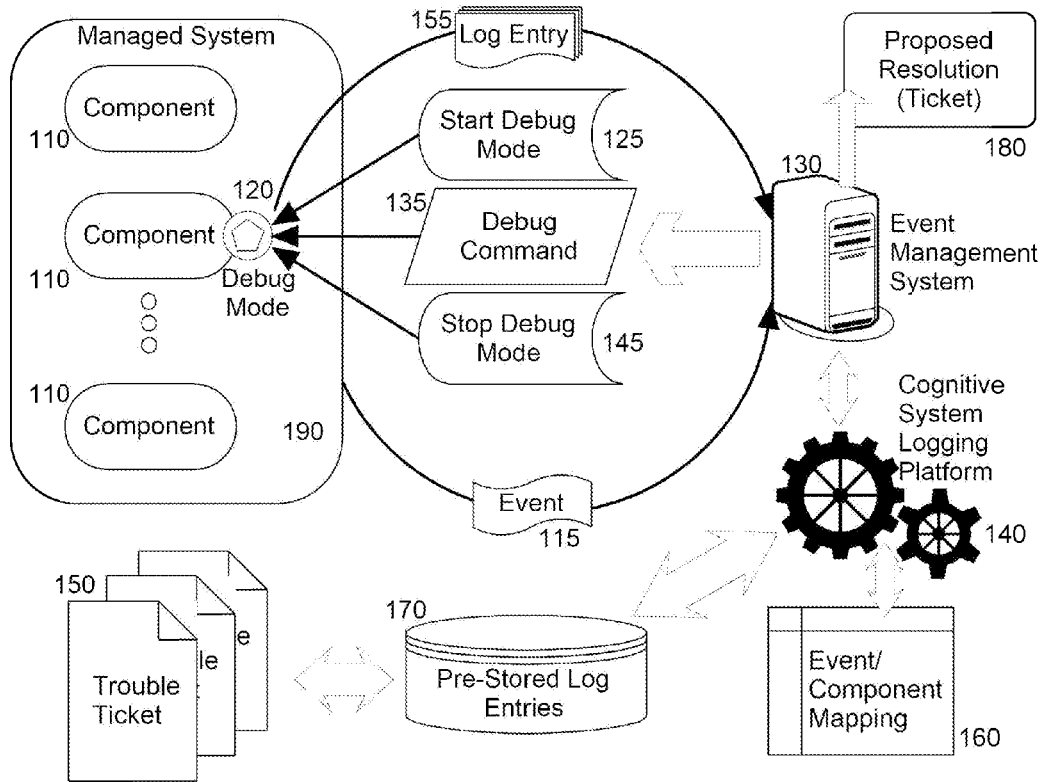 155
Log Entry
Managed System
Component
110
Component
110
120
Debug
Mode
110
Component
190
Start Debug
Mode
125
135
Debug
Command
Stop Debug
Mode
145
Event
115
Proposed
Resolution
(Ticket)
180
130
Event
Management
System
Cognitive
System
Logging
Platform
140
150
Trouble
Ticket
le
e
170
Pre-Stored Log
Entries
Event/
Component
Mapping
160